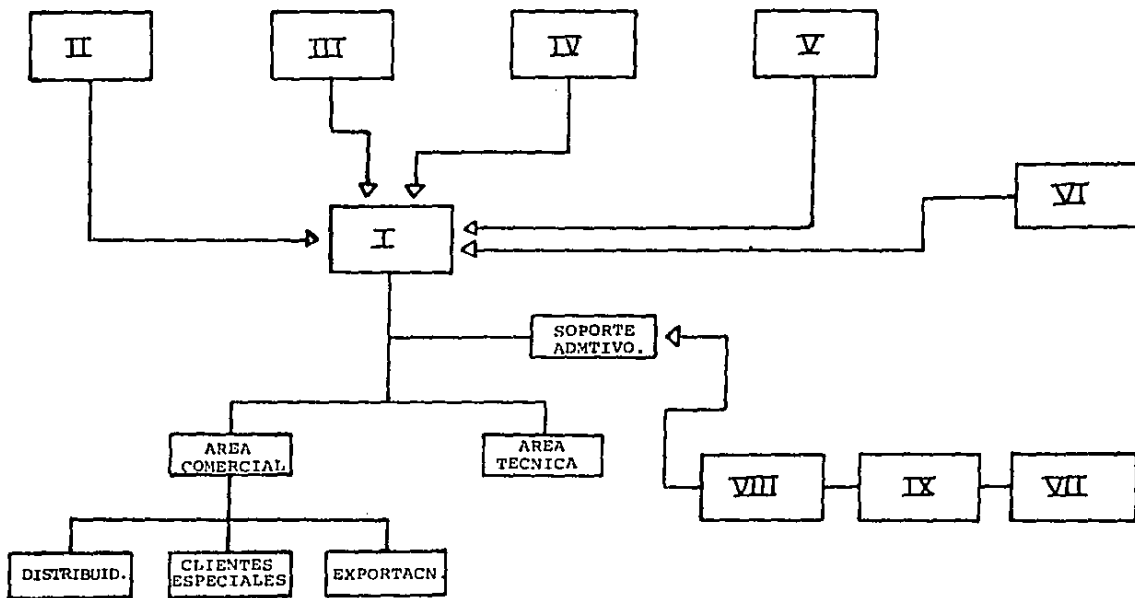 II
III
IV
V
VI
I
SOPORTE
ADMTIVO.
AREA
COMERCIAL
AREA
TECNICA
VIII
IX
VII
DISTRIBUID.
CLIENTES
ESPECIALES
EXPORTACN.